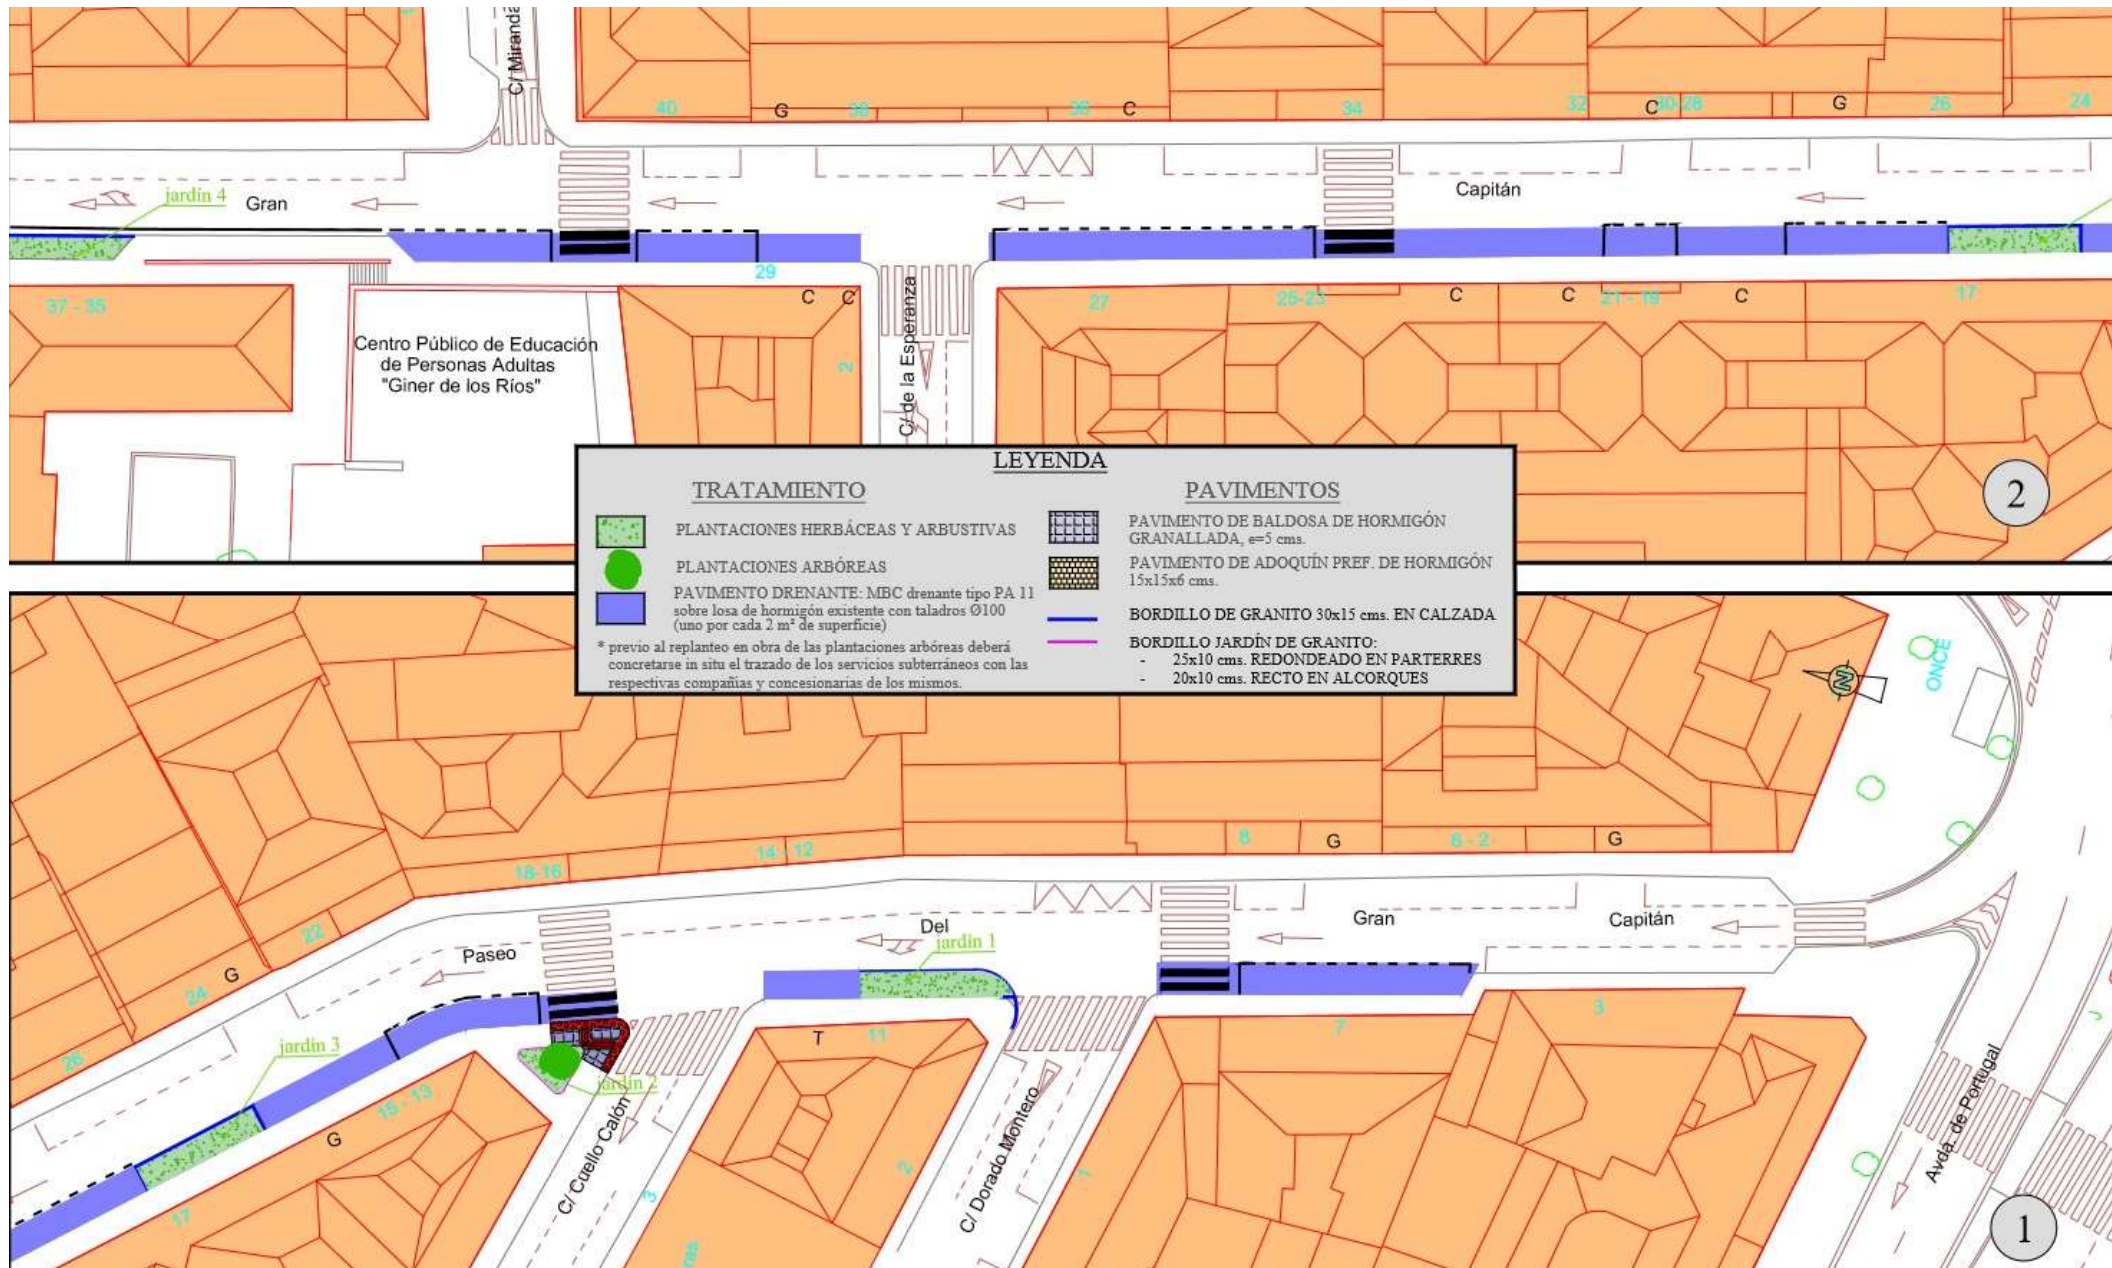 C/ Miranda
40
G
38
36
C
34
32
C
30-28
G
26
24
jardín 4
Gran
Capitán
37 - 35
29
C
C
27
25-23
C
C
21 - 19
C
17
Centro Público de Educación
de Personas Adultas
"Giner de los Ríos"
2
C/ de la Esperanza
2
LEYENDA
TRATAMIENTO
PLANTACIONES HERBÁCEAS Y ARBUSTIVAS
PLANTACIONES ARBÓREAS
PAVIMENTO DRENANTE: MBC drenante tipo PA 11
sobre losa de hormigón existente con taladros Ø100
(uno por cada 2 m² de superficie)
* previo al replanteo en obra de las plantaciones arbóreas deberá
concretarse in situ el trazado de los servicios subterráneos con las
respectivas compañías y concesionarias de los mismos.
PAVIMENTOS
PAVIMENTO DE BALDOSA DE HORMIGÓN
GRANALLADA, e=5 cms.
PAVIMENTO DE ADOQUÍN PREF. DE HORMIGÓN
15x15x6 cms.
BORDILLO DE GRANITO 30x15 cms. EN CALZADA
BORDILLO JARDÍN DE GRANITO:
- 25x10 cms. REDONDEADO EN PARTERRES
- 20x10 cms. RECTO EN ALCORQUES
ONCE
N
18-16
14 - 12
8
G
6 - 2
G
22
G
24
26
Paseo
Del
jardín 1
Gran
Capitán
jardín 3
jardín 2
15 - 13
G
17
T
11
7
3
C/ Cuello Calón
3
2
C/ Dorado Montero
1
Avda. de Portugal
J
1